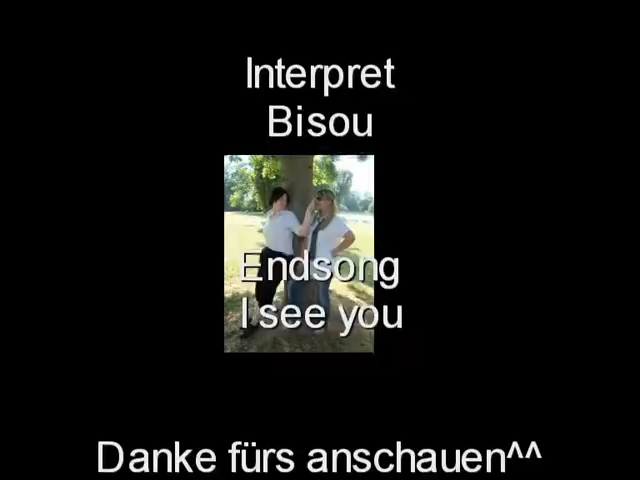 Interpret
Bisou
Endsong
I see you
Danke fürs anschauen^^